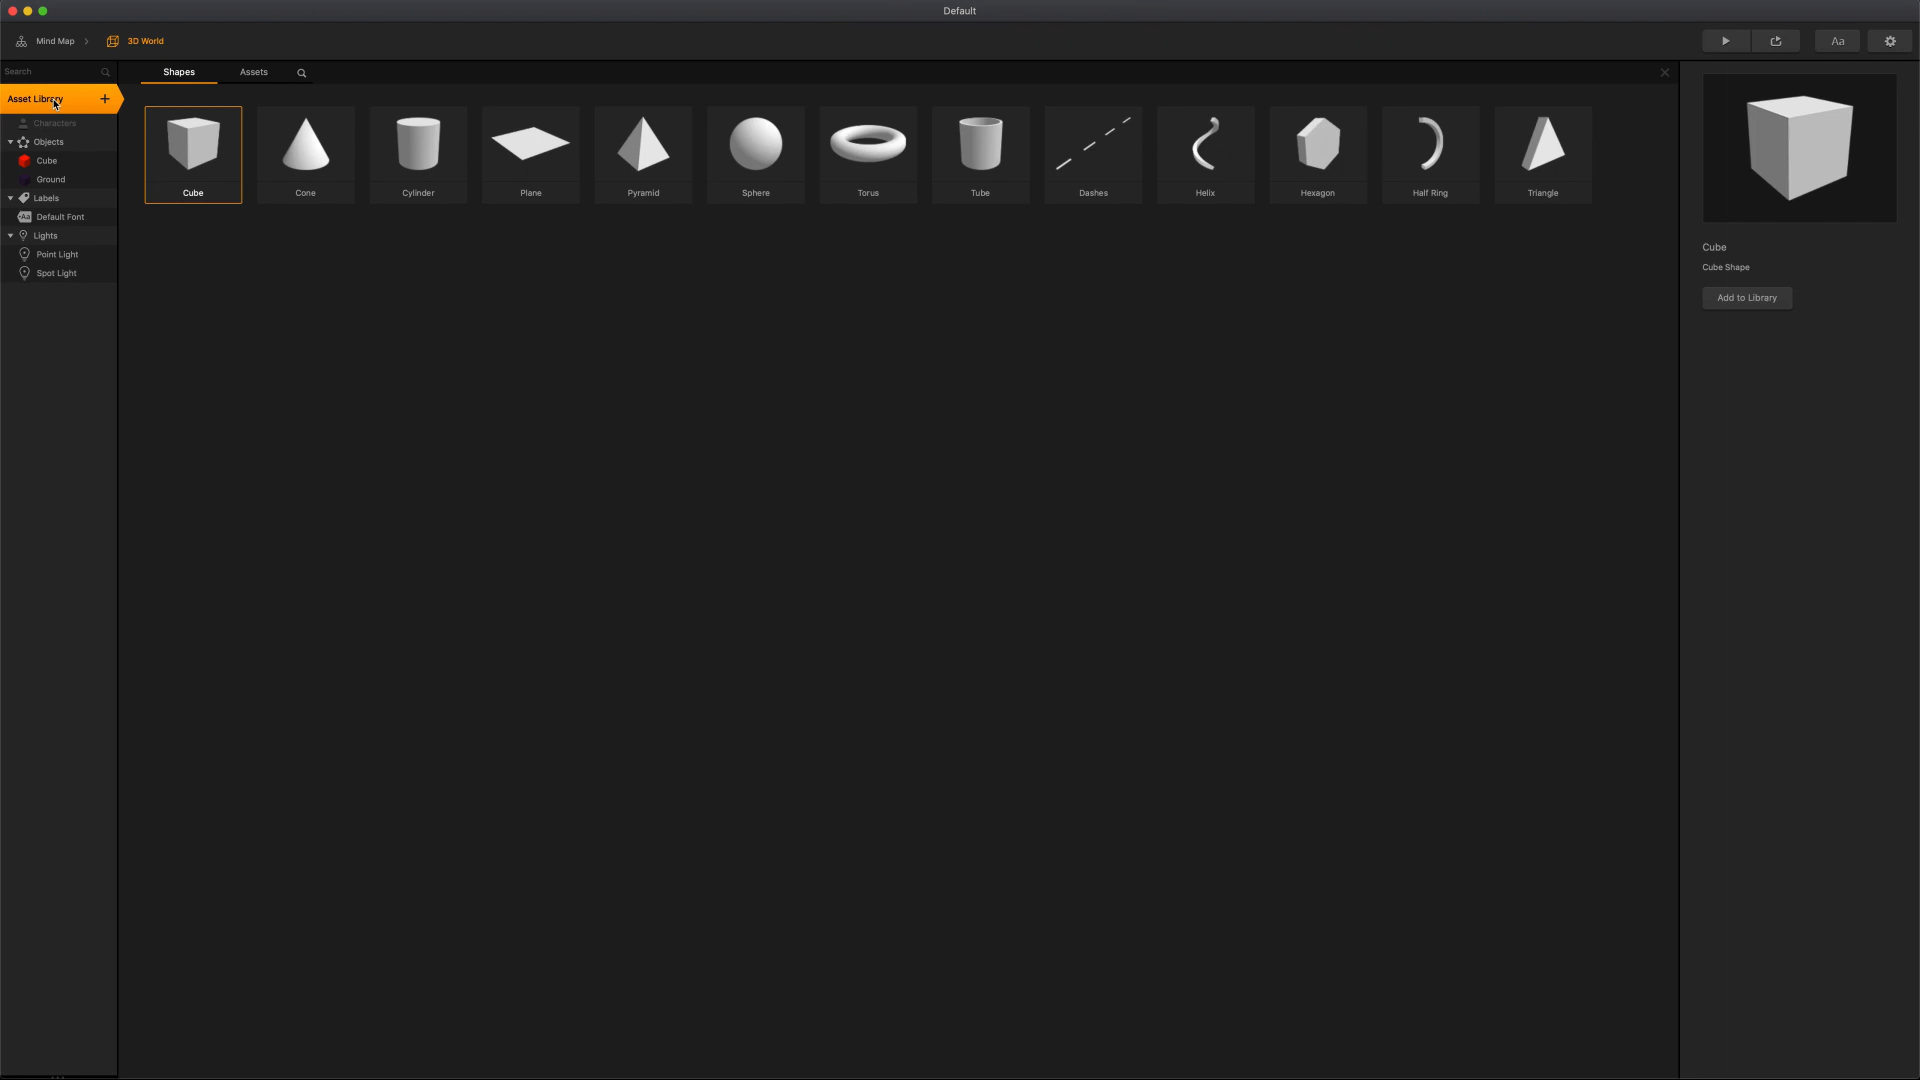 Default
Mind Map
3D World
Aa
Search
Shapes
Assets
Asset Library
Characters
Objects
Cube
Ground
Labels
Aa
Default Font
Lights
Point Light
Spot Light
Cube
Cone
Cylinder
Plane
Pyramid
Sphere
Torus
Tube
Dashes
Helix
Hexagon
Half Ring
Triangle
Cube
Cube Shape
Add to Library